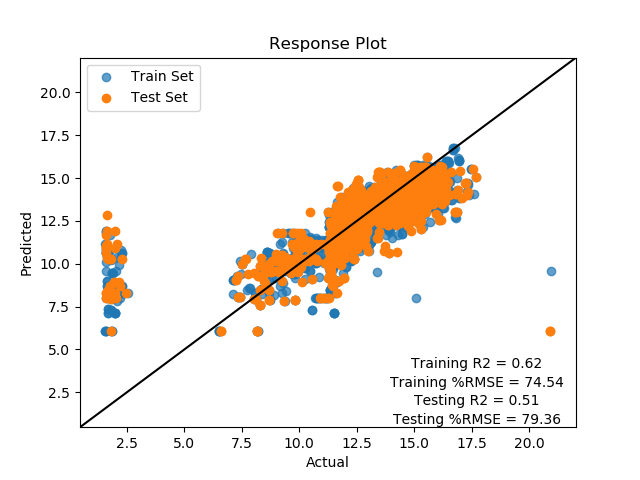 Response Plot
Train Set
Test Set
20.0
17.5
15.0
12.5
10.0
7.5
5.0
2.5
Predicted
Training R2 = 0.62
Training %RMSE = 74.54
Testing R2 = 0.51
Testing %RMSE = 79.36
2.5 5.0 7.5 10.0 12.5 15.0 17.5 20.0
Actual